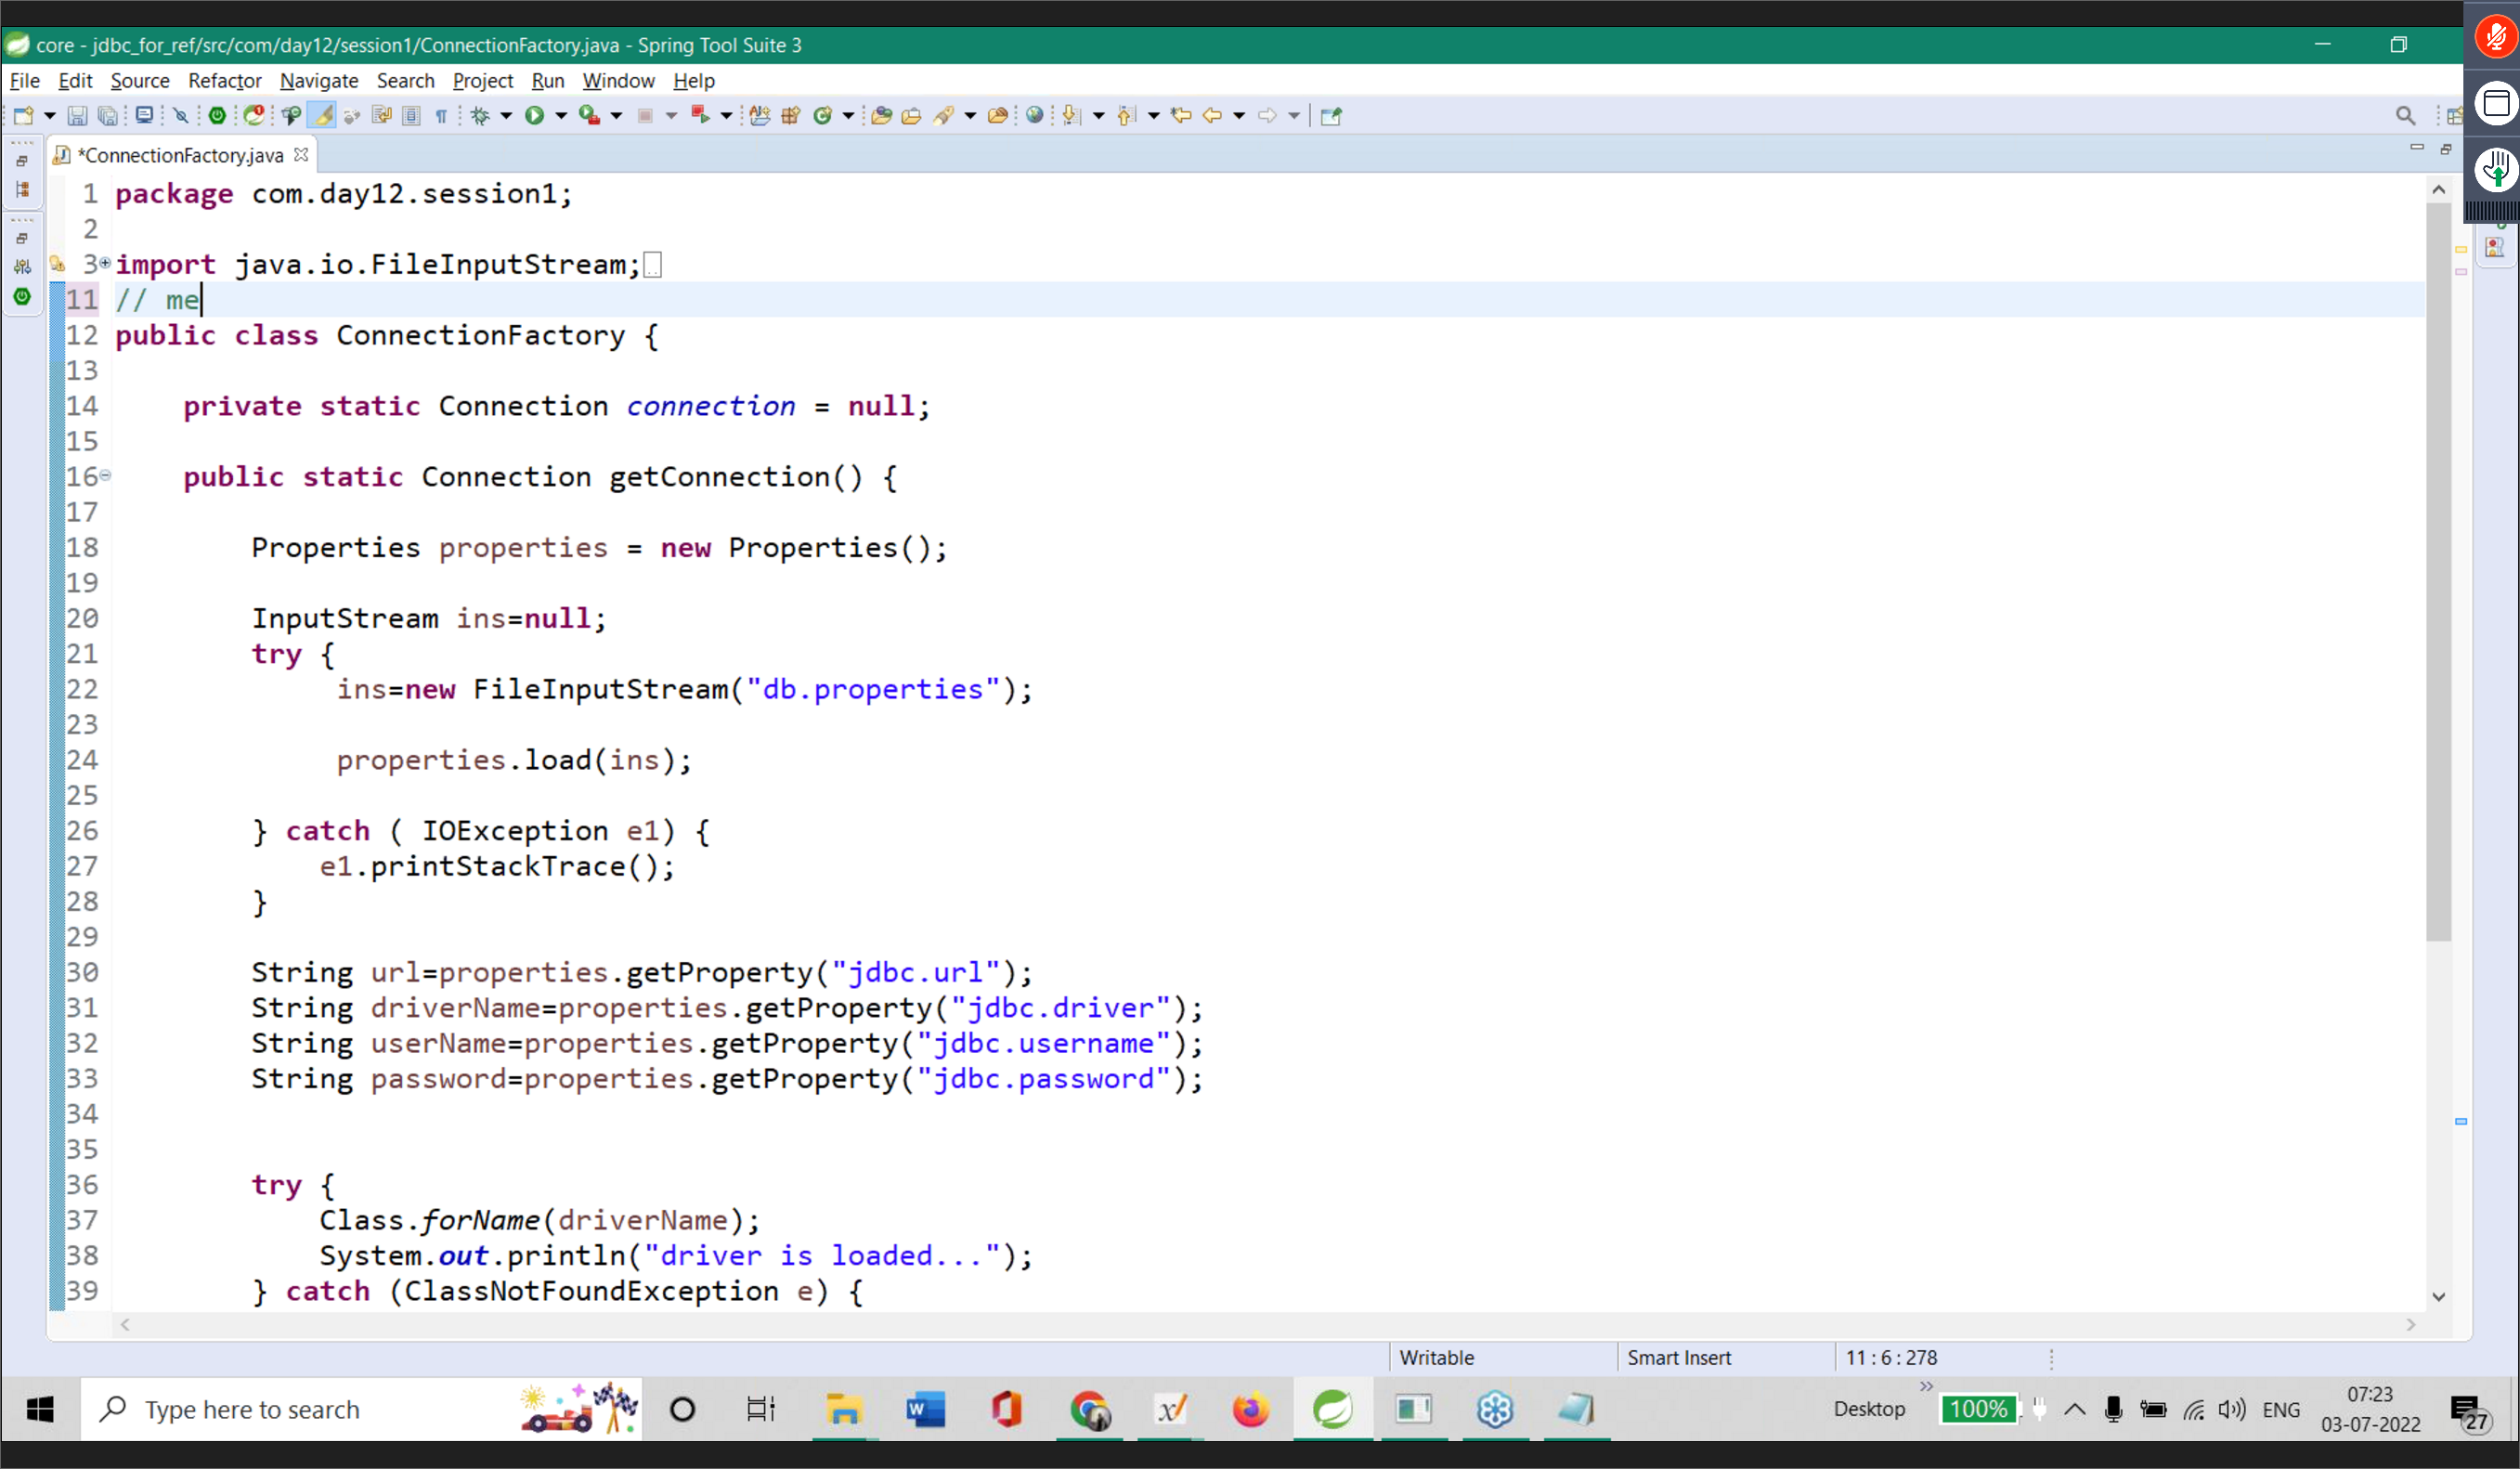 core - jdbc_for_ref/src/com/day12/session1/ConnectionFactory.java - Spring Tool Suite 3
File Edit Source Refactor Navigate Search Project Run Window Help
*ConnectionFactory.java
1 package com.day12.session1;
2
3 import java.io.FileInputStream;
11 // me
12 public class ConnectionFactory {
13
14 private static Connection connection = null;
15
16 public static Connection getConnection() {
17
18 Properties properties = new Properties();
19
20 InputStream ins=null;
21 try {
22 ins=new FileInputStream("db.properties");
23
24 properties.load(ins);
25
26 } catch ( IOException e1) {
27 e1.printStackTrace();
28 }
29
30 String url=properties.getProperty("jdbc.url");
31 String driverName=properties.getProperty("jdbc.driver");
32 String userName=properties.getProperty("jdbc.username");
33 String password=properties.getProperty("jdbc.password");
34
35
36 try {
37 Class.forName(driverName);
38 System.out.println("driver is loaded...");
39 } catch (ClassNotFoundException e) {
Writable Smart Insert 11 : 6 : 278
Type here to search
Desktop 100% ENG 07:23
03-07-2022 27